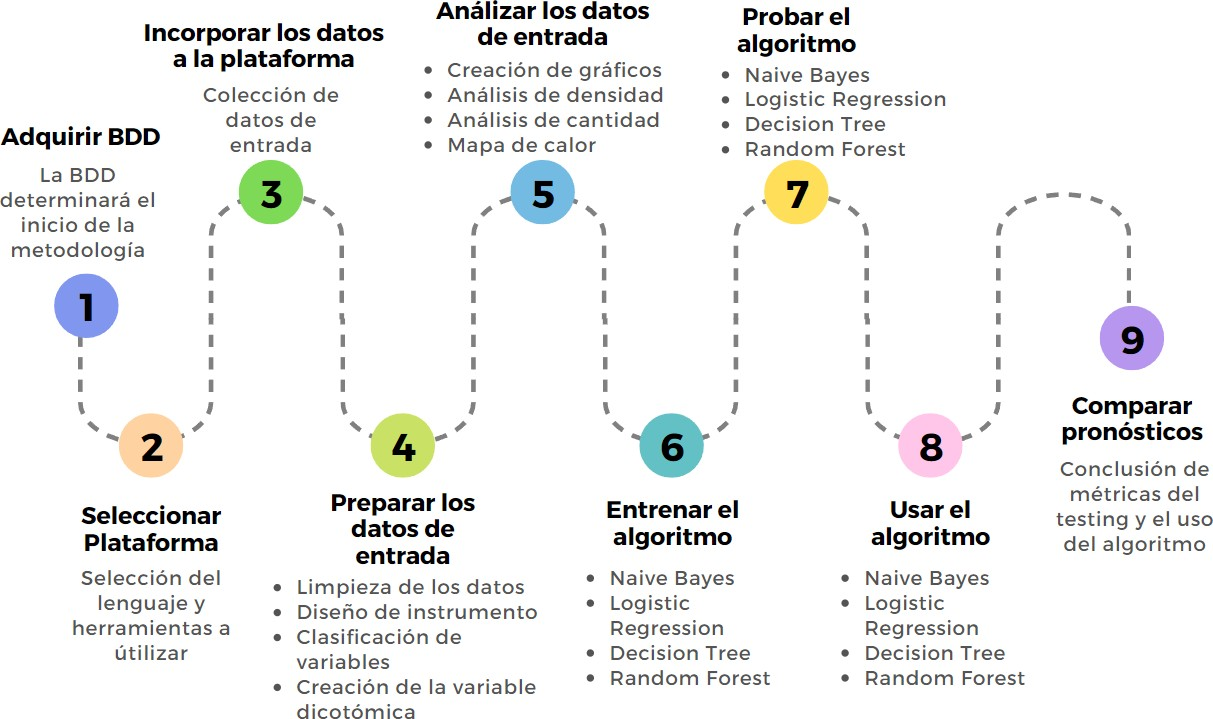 Adquirir BDD
La BDD
determinará el
inicio de la
metodología
1
2
Seleccionar
Plataforma
Selección del
lenguaje y
herramientas a
útilizar
Incorporar los datos
a la plataforma
Colección de
datos de
entrada
3
4
Preparar los
datos de
entrada
• Limpieza de los datos
• Diseño de instrumento
• Clasificación de
variables
• Creación de la variable
dicotómica
Análizar los datos
de entrada
• Creación de gráficos
• Análisis de densidad
• Análisis de cantidad
• Mapa de calor
5
6
Entrenar el
algoritmo
• Naive Bayes
• Logistic
Regression
• Decision Tree
• Random Forest
Probar el
algoritmo
• Naive Bayes
• Logistic Regression
• Decision Tree
• Random Forest
7
8
Usar el
algoritmo
• Naive Bayes
• Logistic
Regression
• Decision Tree
• Random Forest
9
Comparar
pronósticos
Conclusión de
métricas del
testing y el uso
del algoritmo